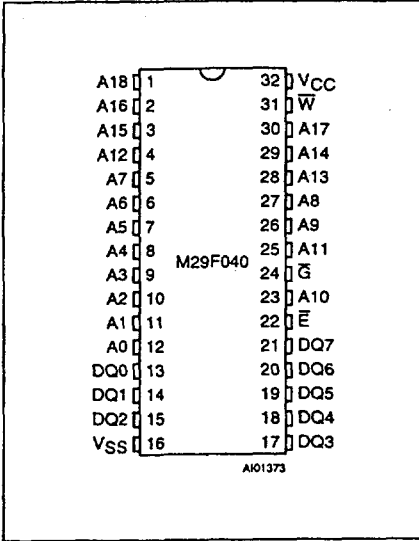 A18 1 32 VCC
A16 2 31 W̅
A15 3 30 A17
A12 4 29 A14
A7 5 28 A13
A6 6 27 A8
A5 7 26 A9
A4 8 25 A11
M29F040
A3 9 24 G̅
A2 10 23 A10
A1 11 22 E̅
A0 12 21 DQ7
DQ0 13 20 DQ6
DQ1 14 19 DQ5
DQ2 15 18 DQ4
VSS 16 17 DQ3
AI01373